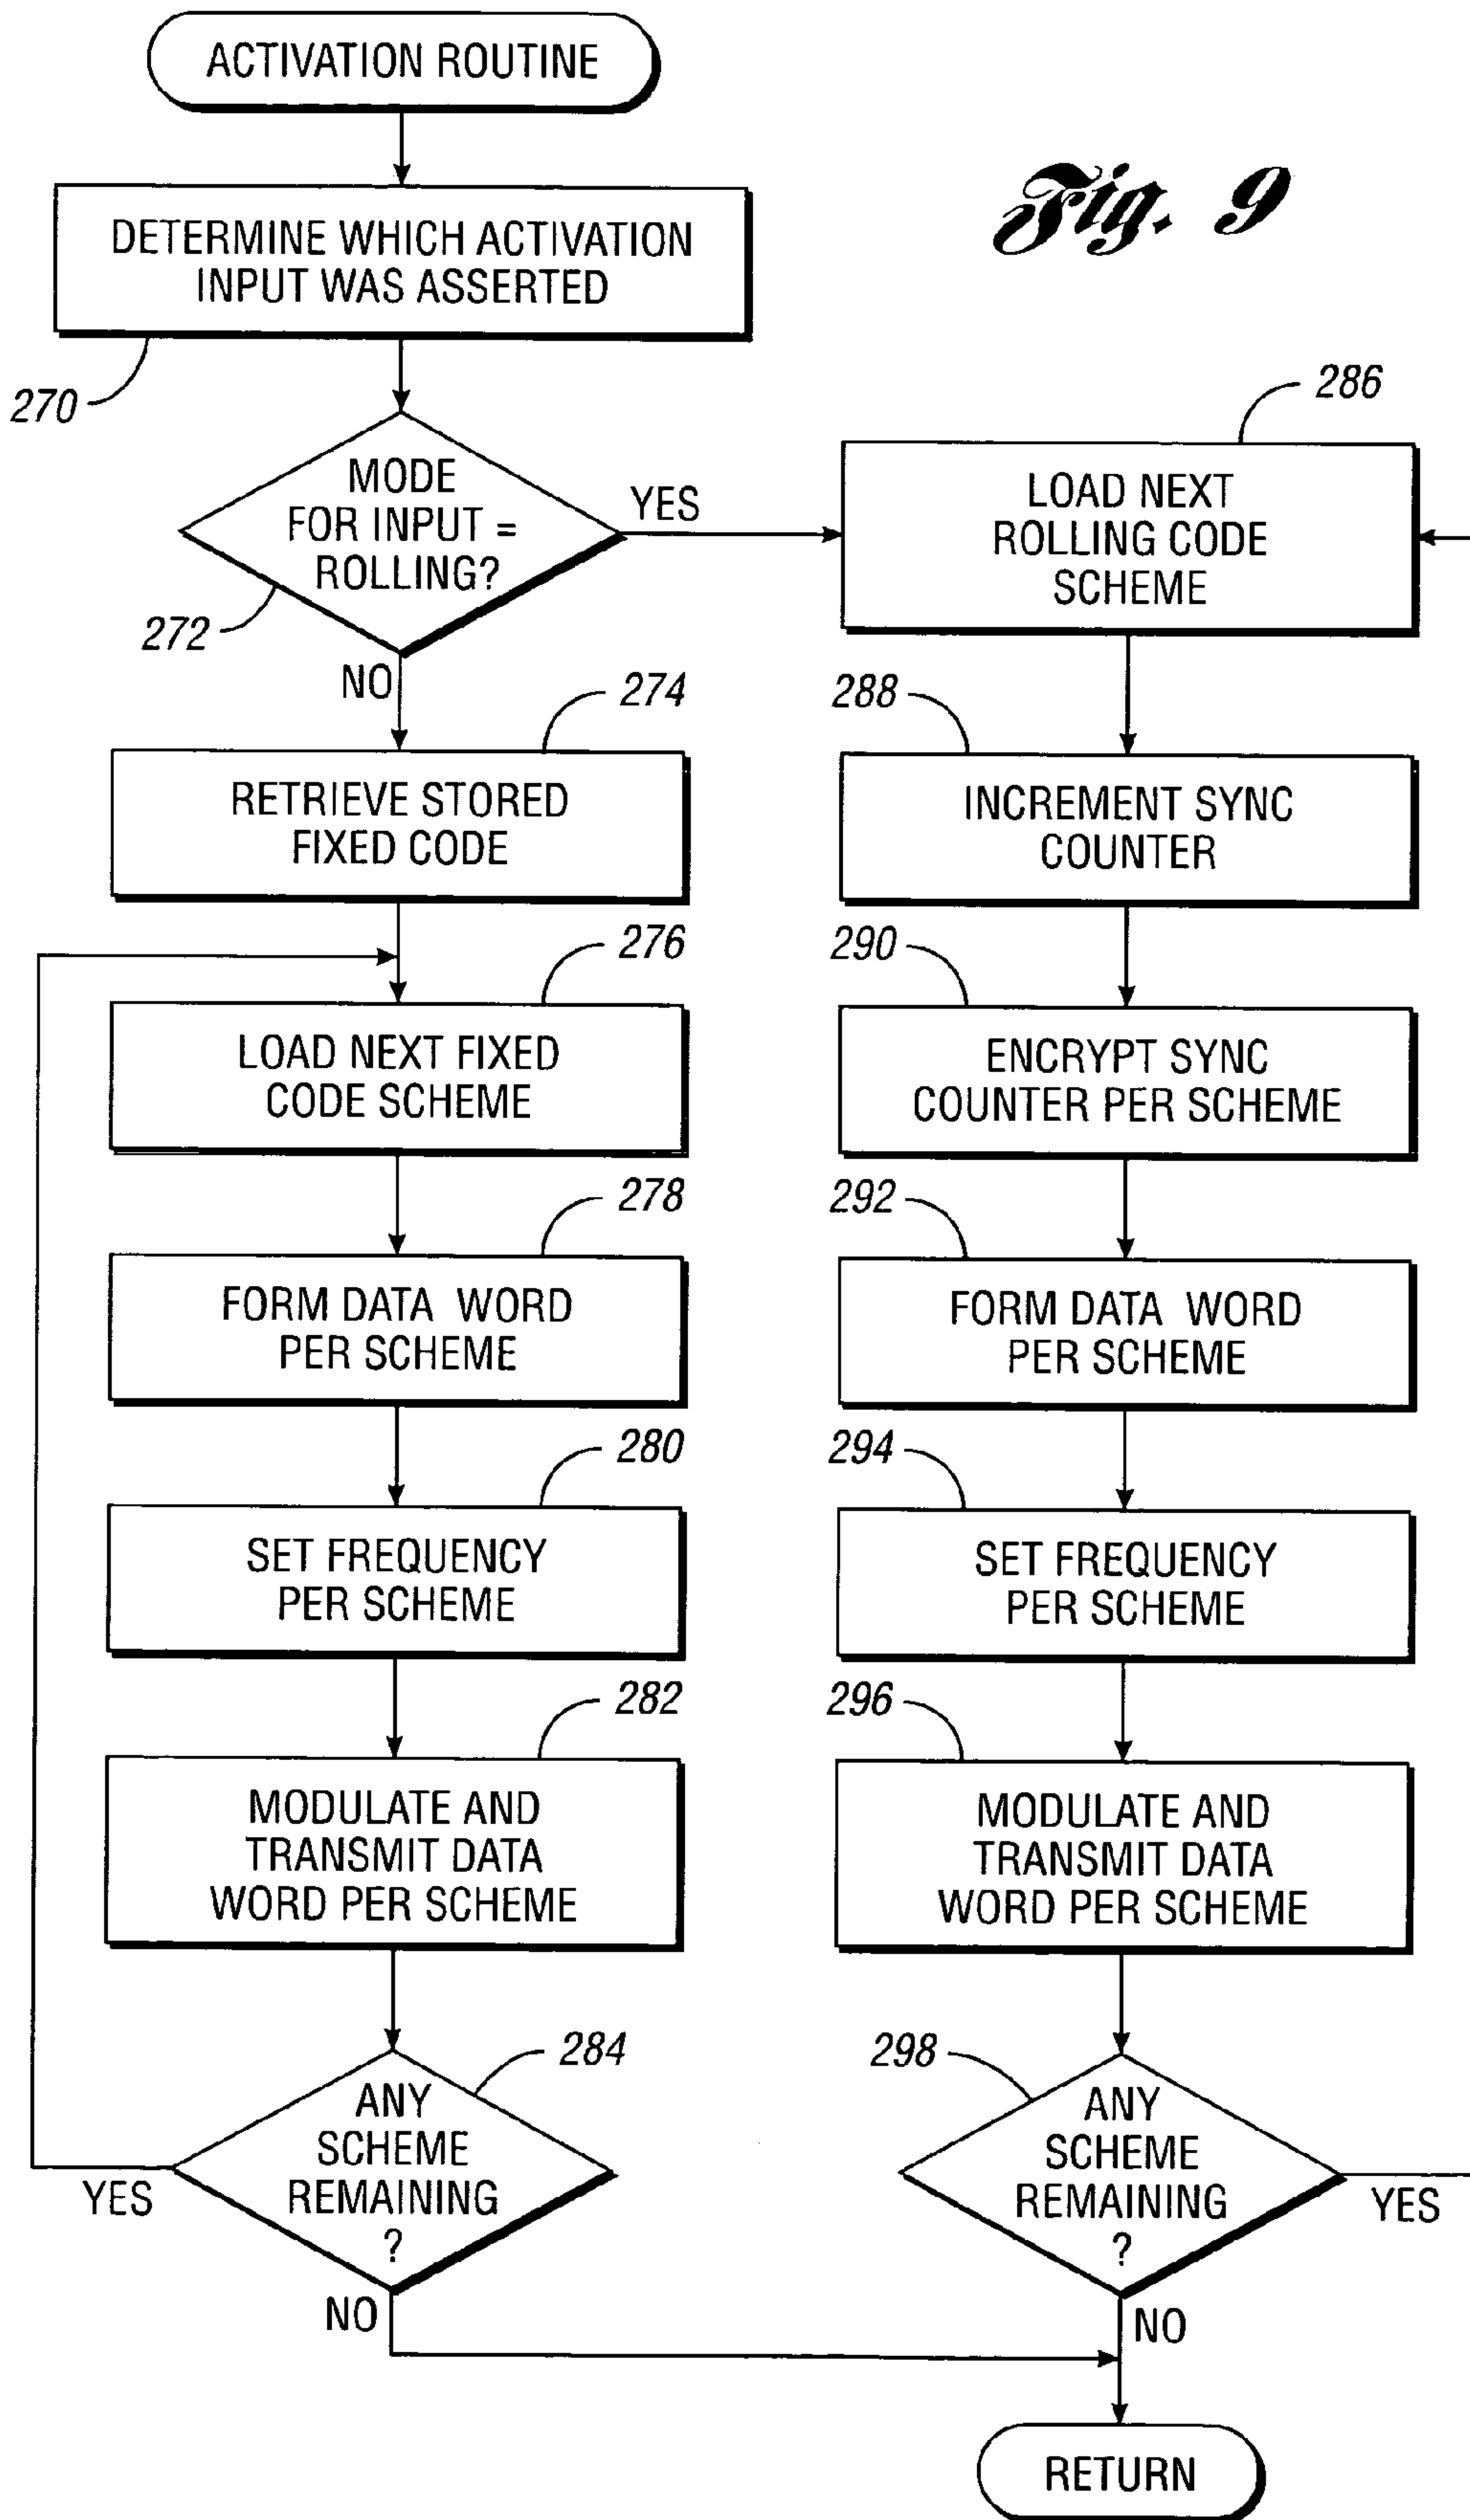 ACTIVATION ROUTINE
Fig. 9
DETERMINE WHICH ACTIVATION
INPUT WAS ASSERTED
270
MODE
FOR INPUT =
ROLLING?
272
YES
NO
274
RETRIEVE STORED
FIXED CODE
276
LOAD NEXT FIXED
CODE SCHEME
278
FORM DATA WORD
PER SCHEME
280
SET FREQUENCY
PER SCHEME
282
MODULATE AND
TRANSMIT DATA
WORD PER SCHEME
284
ANY
SCHEME
REMAINING
?
YES
NO
286
LOAD NEXT
ROLLING CODE
SCHEME
288
INCREMENT SYNC
COUNTER
290
ENCRYPT SYNC
COUNTER PER SCHEME
292
FORM DATA WORD
PER SCHEME
294
SET FREQUENCY
PER SCHEME
296
MODULATE AND
TRANSMIT DATA
WORD PER SCHEME
298
ANY
SCHEME
REMAINING
?
YES
NO
RETURN